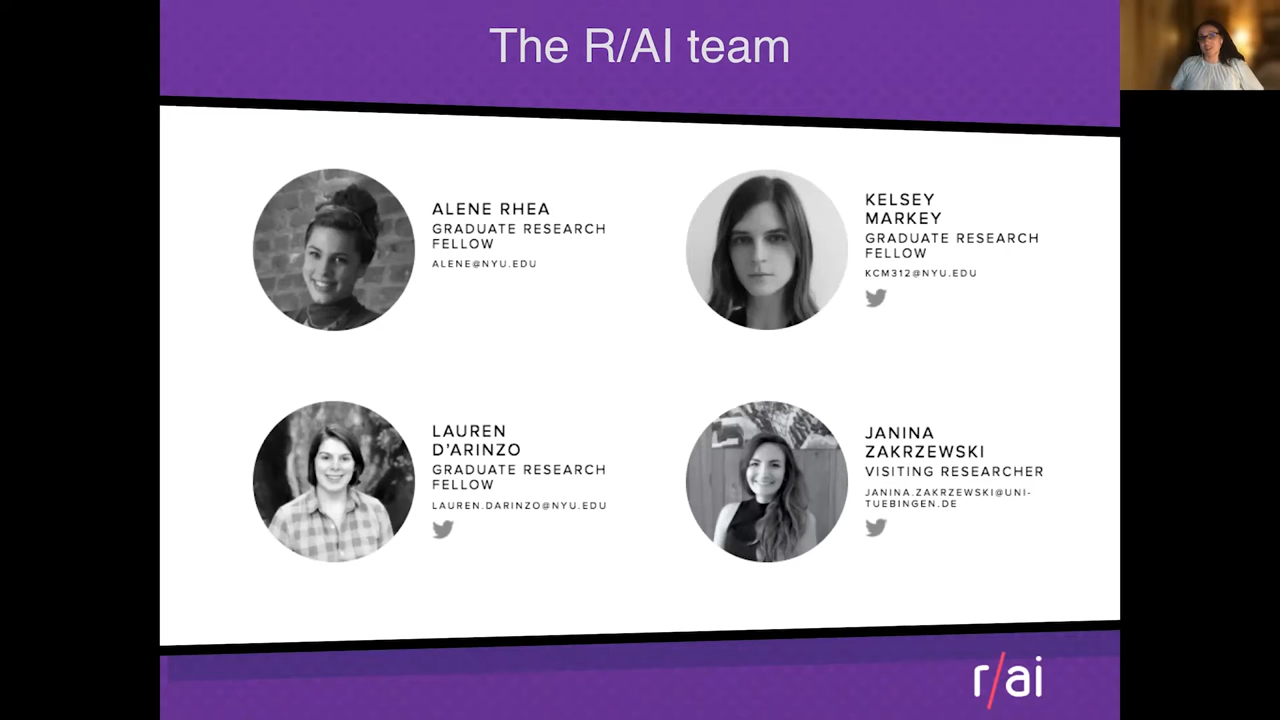 The R/AI team
ALENE RHEA
GRADUATE RESEARCH
FELLOW
ALENE@NYU.EDU
KELSEY
MARKEY
GRADUATE RESEARCH
FELLOW
KCM312@NYU.EDU
LAUREN
D'ARINZO
GRADUATE RESEARCH
FELLOW
LAUREN.DARINZO@NYU.EDU
JANINA
ZAKRZEWSKI
VISITING RESEARCHER
JANINA.ZAKRZEWSKI@UNI-
TUEBINGEN.DE
r/ai